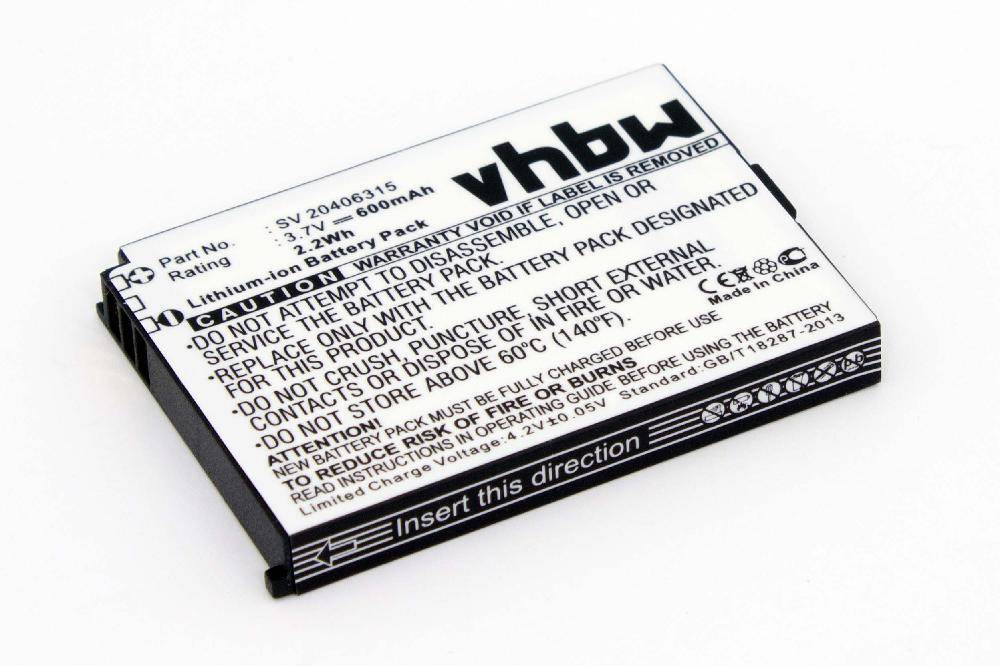 vhbw
Part No. : SV 20406315
Rating : 3.7V 600mAh
2.2Wh
Lithium-ion Battery Pack
CAUTION WARRANTY VOID IF LABEL IS REMOVED
•DO NOT ATTEMPT TO DISASSEMBLE, OPEN OR
SERVICE THE BATTERY PACK.
•REPLACE ONLY WITH THE BATTERY PACK DESIGNATED
FOR THIS PRODUCT.
•DO NOT CRUSH, PUNCTURE, SHORT EXTERNAL
CONTACTS OR DISPOSE OF IN FIRE OR WATER.
•DO NOT STORE ABOVE 60°C (140°F).
CE
Made In China
ATTENTION!
NEW BATTERY PACK MUST BE FULLY CHARGED BEFORE USE
TO REDUCE RISK OF FIRE OR BURNS
READ INSTRUCTIONS IN OPERATING GUIDE BEFORE INSTALLING THE BATTERY
Limited Charge Voltage:4.2V±0.05V Standard:GB/T18287-2013
Insert this direction